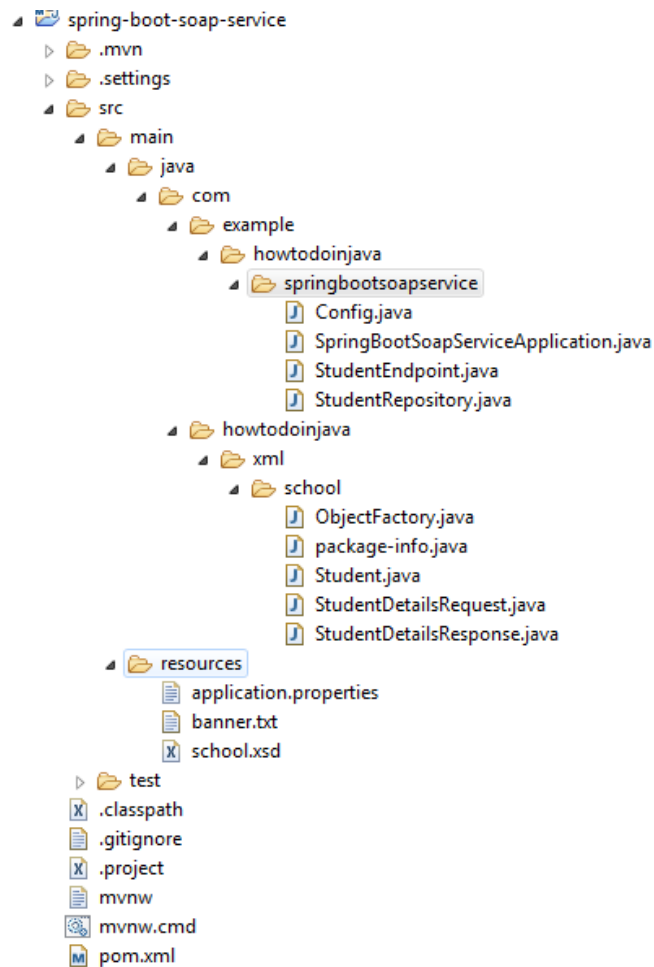 spring-boot-soap-service
.mvn
.settings
src
main
java
com
example
howtodoinjava
springbootsoapservice
Config.java
SpringBootSoapServiceApplication.java
StudentEndpoint.java
StudentRepository.java
howtodoinjava
xml
school
ObjectFactory.java
package-info.java
Student.java
StudentDetailsRequest.java
StudentDetailsResponse.java
resources
application.properties
banner.txt
school.xsd
test
.classpath
.gitignore
.project
mvnw
mvnw.cmd
pom.xml